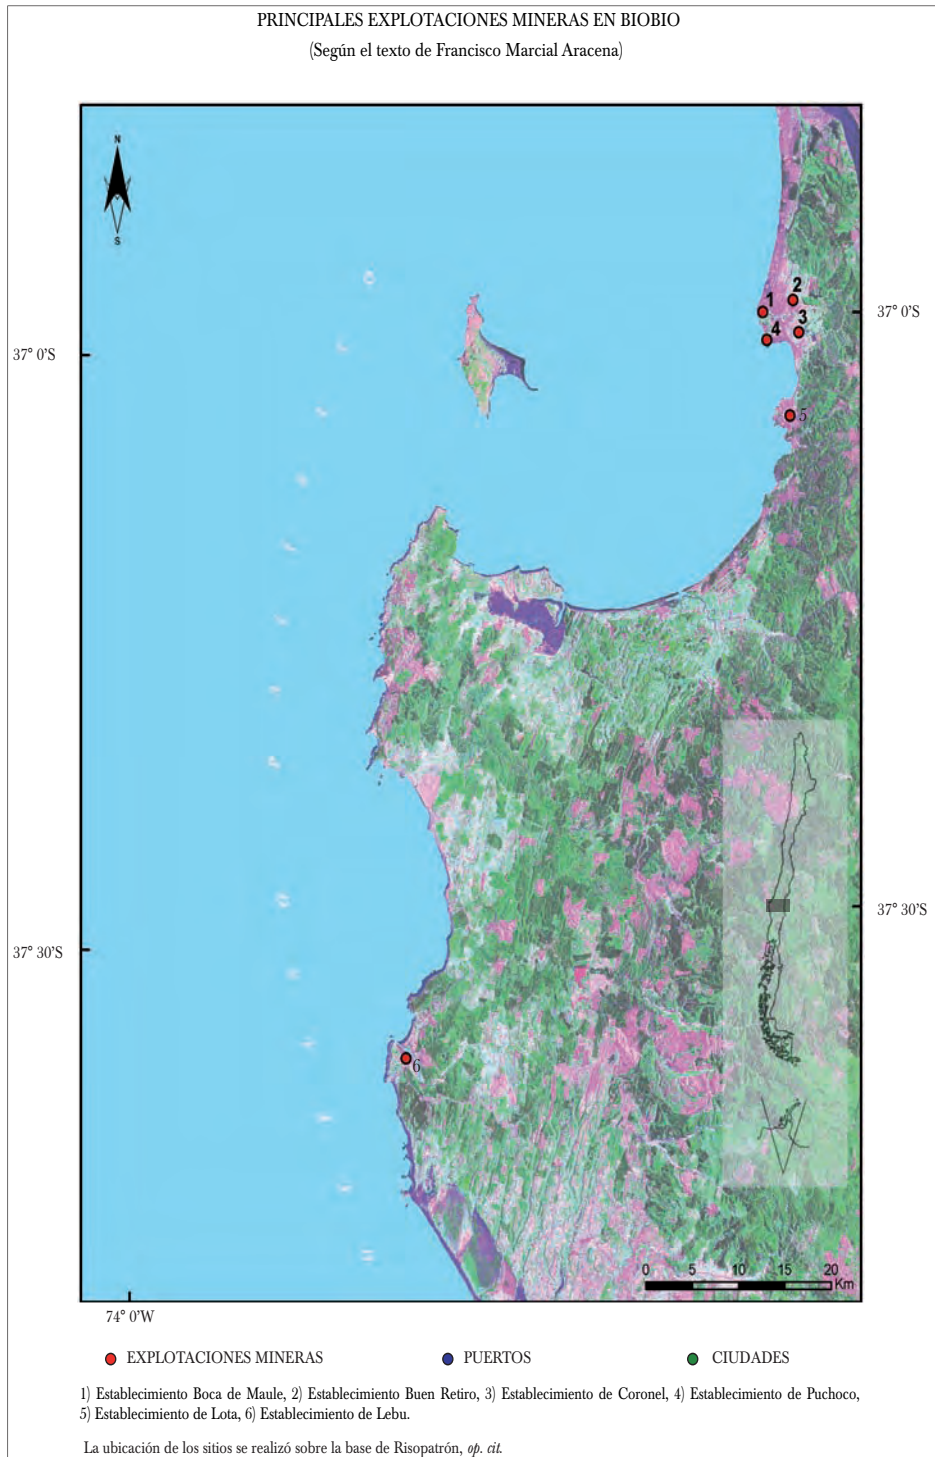 PRINCIPALES EXPLOTACIONES MINERAS EN BIOBIO
(Según el texto de Francisco Marcial Aracena)
N
S
37° 0'S
37° 0'S
1
2
3
4
5
37° 30'S
37° 30'S
6
0 5 10 15 20
Km
74° 0'W
EXPLOTACIONES MINERAS
PUERTOS
CIUDADES
1) Establecimiento Boca de Maule, 2) Establecimiento Buen Retiro, 3) Establecimiento de Coronel, 4) Establecimiento de Puchoco,
5) Establecimiento de Lota, 6) Establecimiento de Lebu.
La ubicación de los sitios se realizó sobre la base de Risopatrón, op. cit.